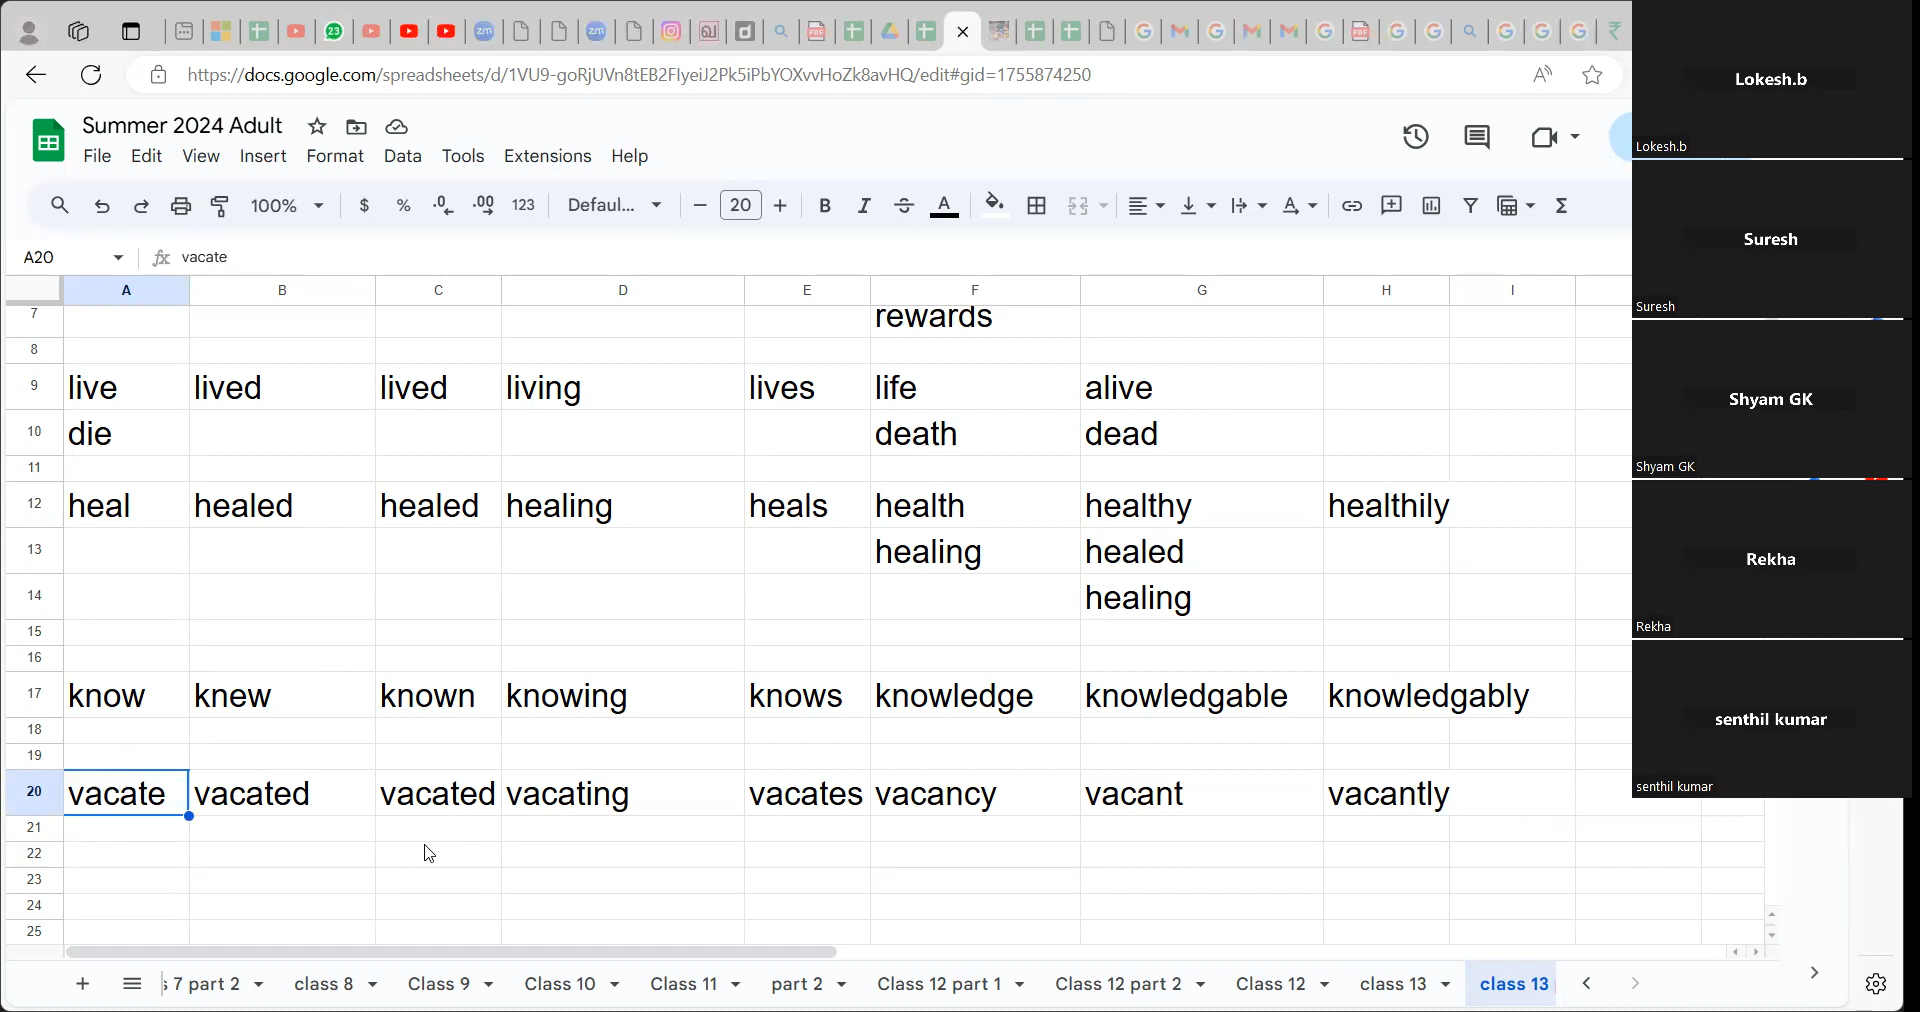 https://docs.google.com/spreadsheets/d/1VU9-goRjUVn8tEB2FIyeiJ2Pk5iPbYOXvvHoZk8avHQ/edit#gid=1755874250
Summer 2024 Adult
File Edit View Insert Format Data Tools Extensions Help
100% $ % .0 .00 123 Defaul... 20 B I A
A20 fx vacate
A B C D E F G H I
7 rewards
8
9 live lived lived living lives life alive
10 die death dead
11
12 heal healed healed healing heals health healthy healthily
13 healing healed
14 healing
15
16
17 know knew known knowing knows knowledge knowledgable knowledgably
18
19
20 vacate vacated vacated vacating vacates vacancy vacant vacantly
21
22
23
24
25
7 part 2 class 8 Class 9 Class 10 Class 11 part 2 Class 12 part 1 Class 12 part 2 Class 12 class 13 class 13
Lokesh.b
Lokesh.b
Suresh
Suresh
Shyam GK
Shyam GK
Rekha
Rekha
senthil kumar
senthil kumar